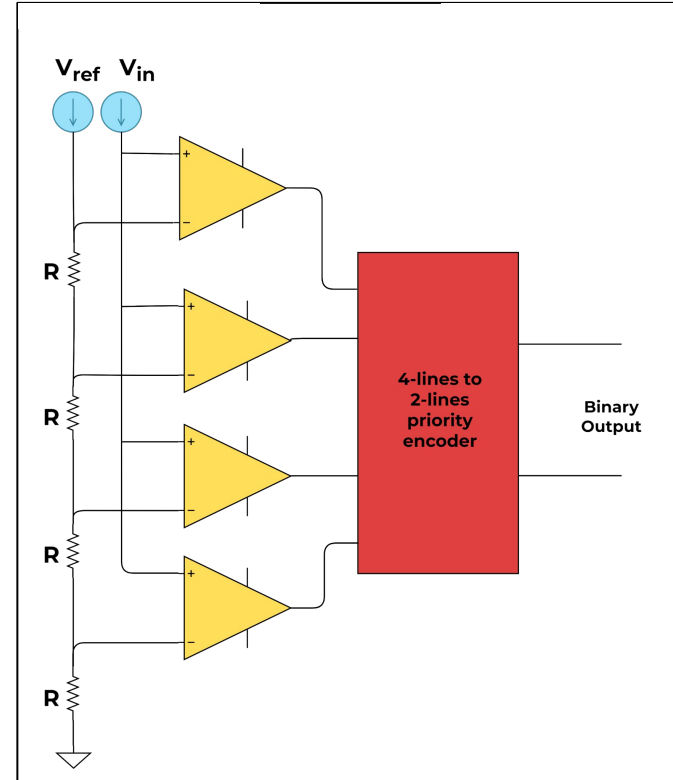 Vref Vin
+
−
R
+
−
R
+
−
R
+
−
R
4-lines to
2-lines
priority
encoder
Binary
Output